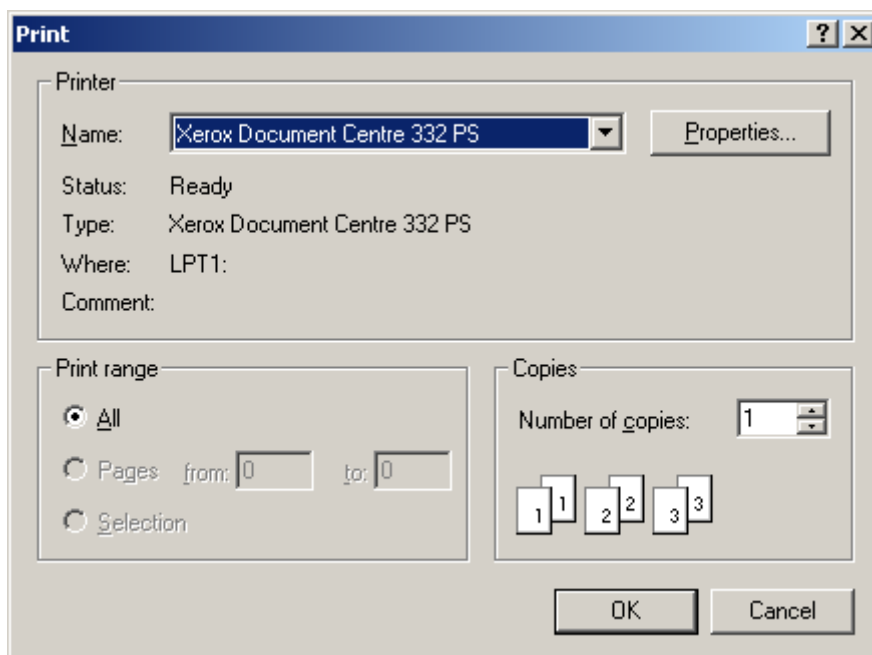 Print
Printer
Name: Xerox Document Centre 332 PS Properties...
Status: Ready
Type: Xerox Document Centre 332 PS
Where: LPT1:
Comment:
Print range
All
Pages from: 0 to: 0
Selection
Copies
Number of copies: 1
1 1 2 2 3 3
OK Cancel